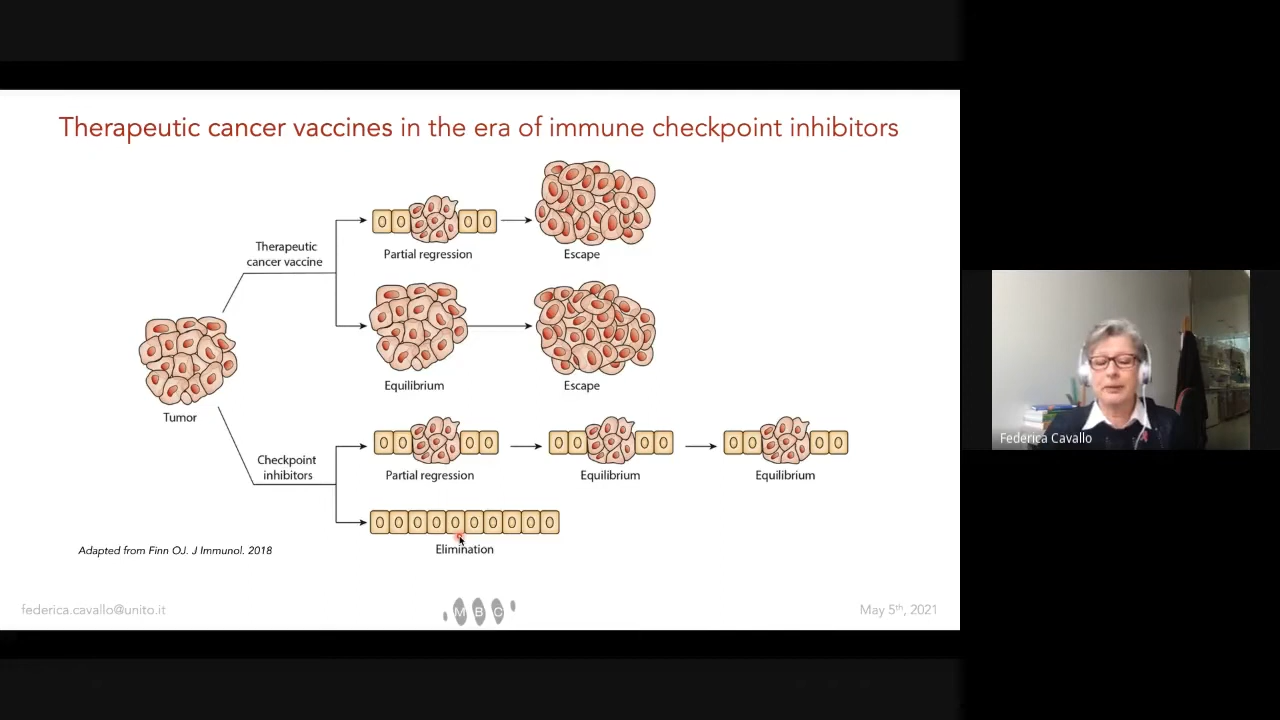 Therapeutic cancer vaccines in the era of immune checkpoint inhibitors
Therapeutic
cancer vaccine
Partial regression
Escape
Equilibrium
Escape
Tumor
Checkpoint
inhibitors
Partial regression
Equilibrium
Equilibrium
Elimination
Adapted from Finn OJ. J Immunol. 2018
federica.cavallo@unito.it
M B C
May 5th, 2021
Federica Cavallo